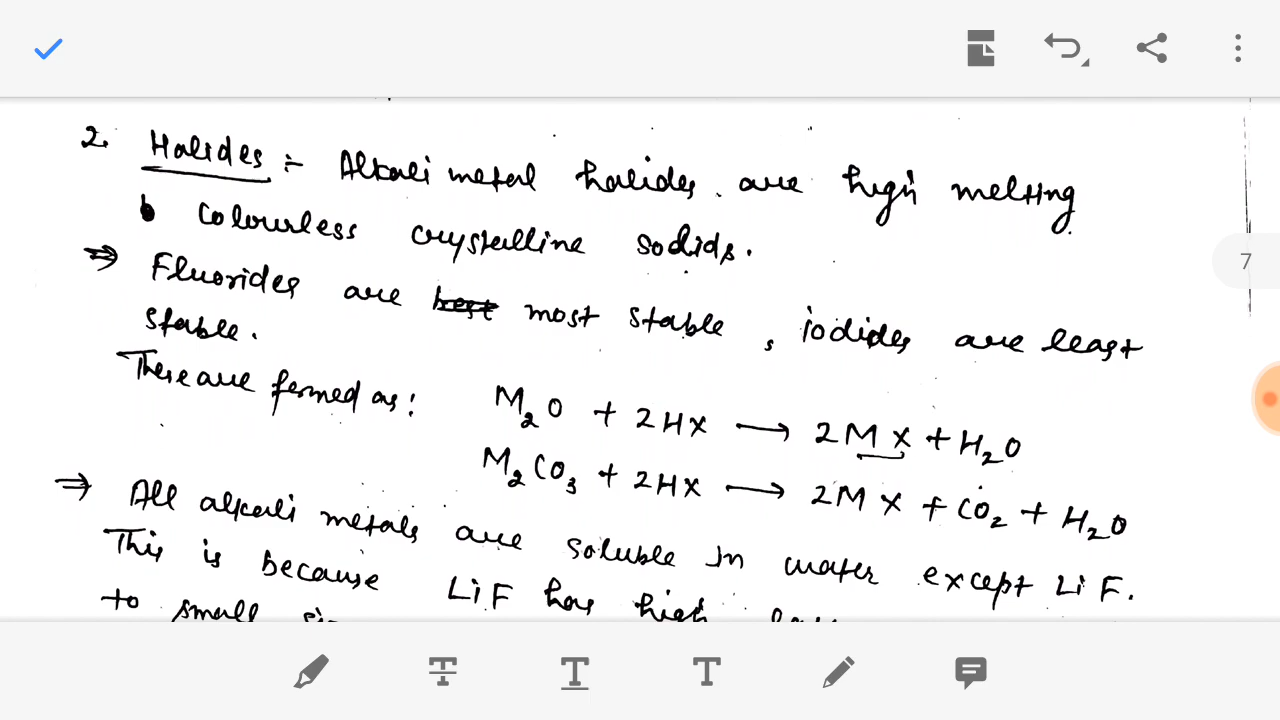 2. Halides :- Alkali metal halides are high melting
colourless crystalline solids.
⇒ Fluorides are best most stable, iodides are least
stable.
These are formed as: M₂O + 2HX ⟶ 2MX + H₂O
M₂CO₃ + 2HX ⟶ 2MX + CO₂ + H₂O
⇒ All alkali metals are soluble in water except LiF.
This is because LiF has high
to small
7